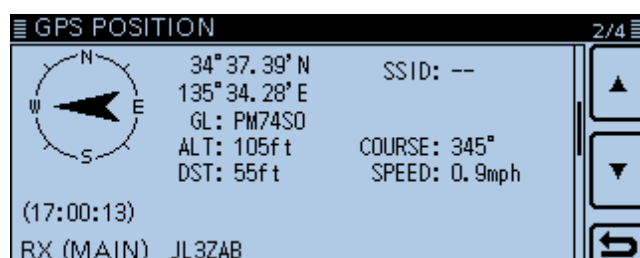 GPS POSITION 2/4
N
W E
S
34°37.39'N
135°34.28'E
GL: PM74SO
ALT: 105ft
DST: 55ft
SSID: --
COURSE: 345°
SPEED: 0.9mph
(17:00:13)
RX (MAIN) JL3ZAB